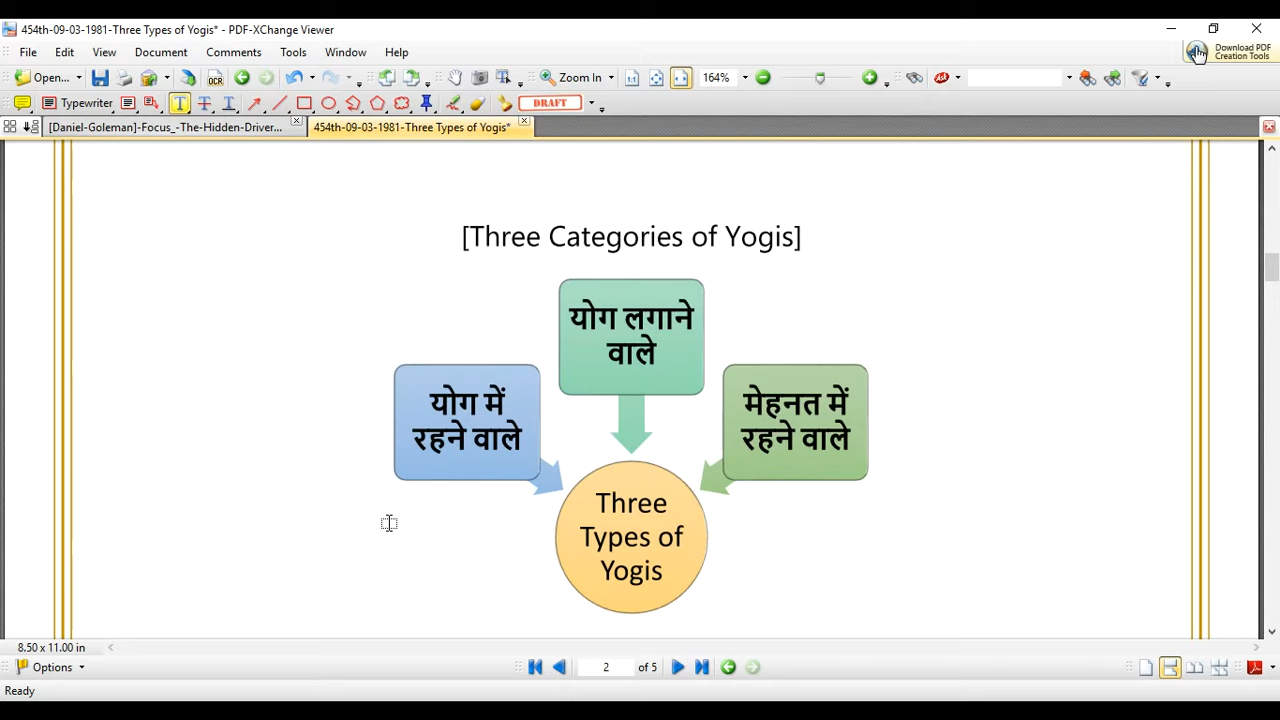 454th-09-03-1981-Three Types of Yogis* - PDF-XChange Viewer
File Edit View Document Comments Tools Window Help
Download PDF
Creation Tools
Open... OCR Zoom In 164%
Typewriter DRAFT
[Daniel-Goleman]-Focus_-The-Hidden-Driver... 454th-09-03-1981-Three Types of Yogis*
[Three Categories of Yogis]
योग लगाने
वाले
योग में
रहने वाले
मेहनत में
रहने वाले
Three
Types of
Yogis
8.50 x 11.00 in
Options 2 of 5
Ready